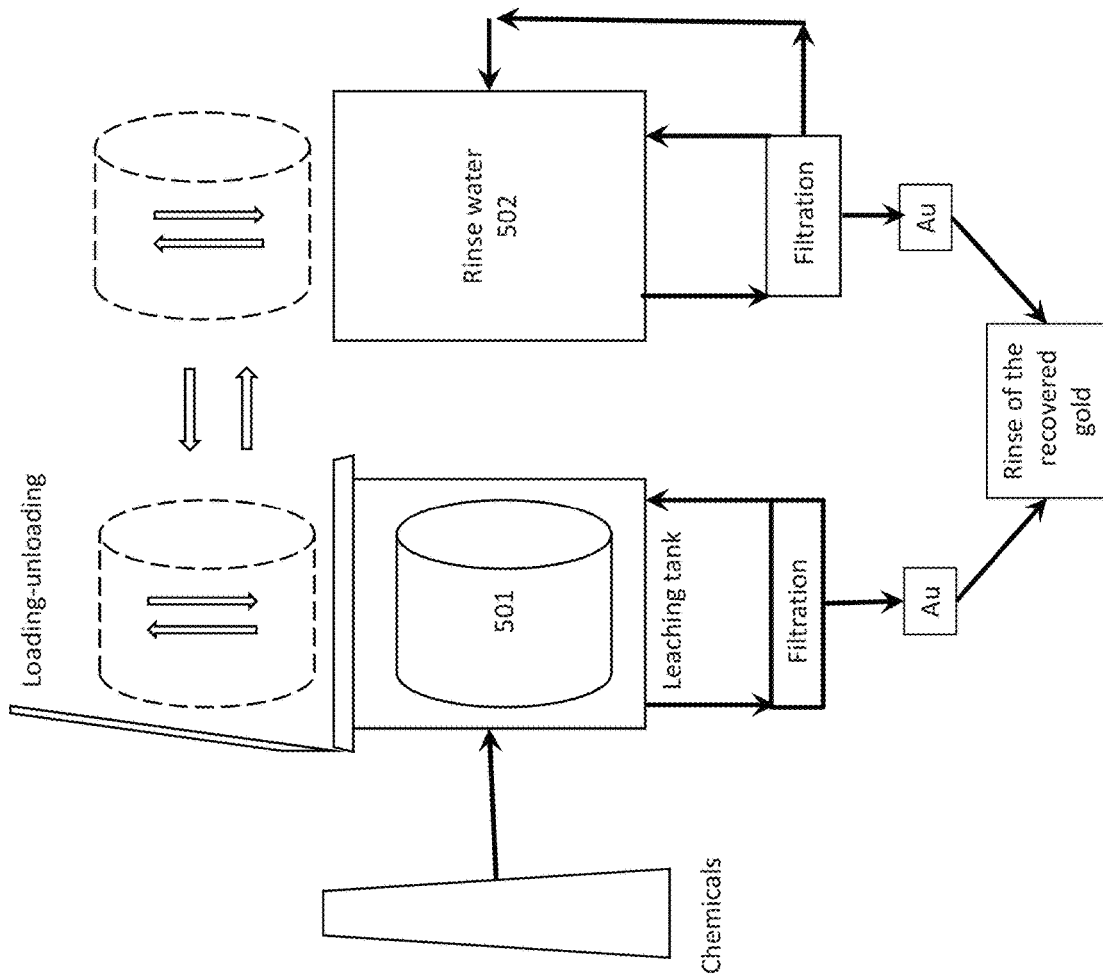 Loading-unloading
Chemicals
501
Leaching tank
Filtration
Au
Rinse water
502
Filtration
Au
Rinse of the
recovered
gold